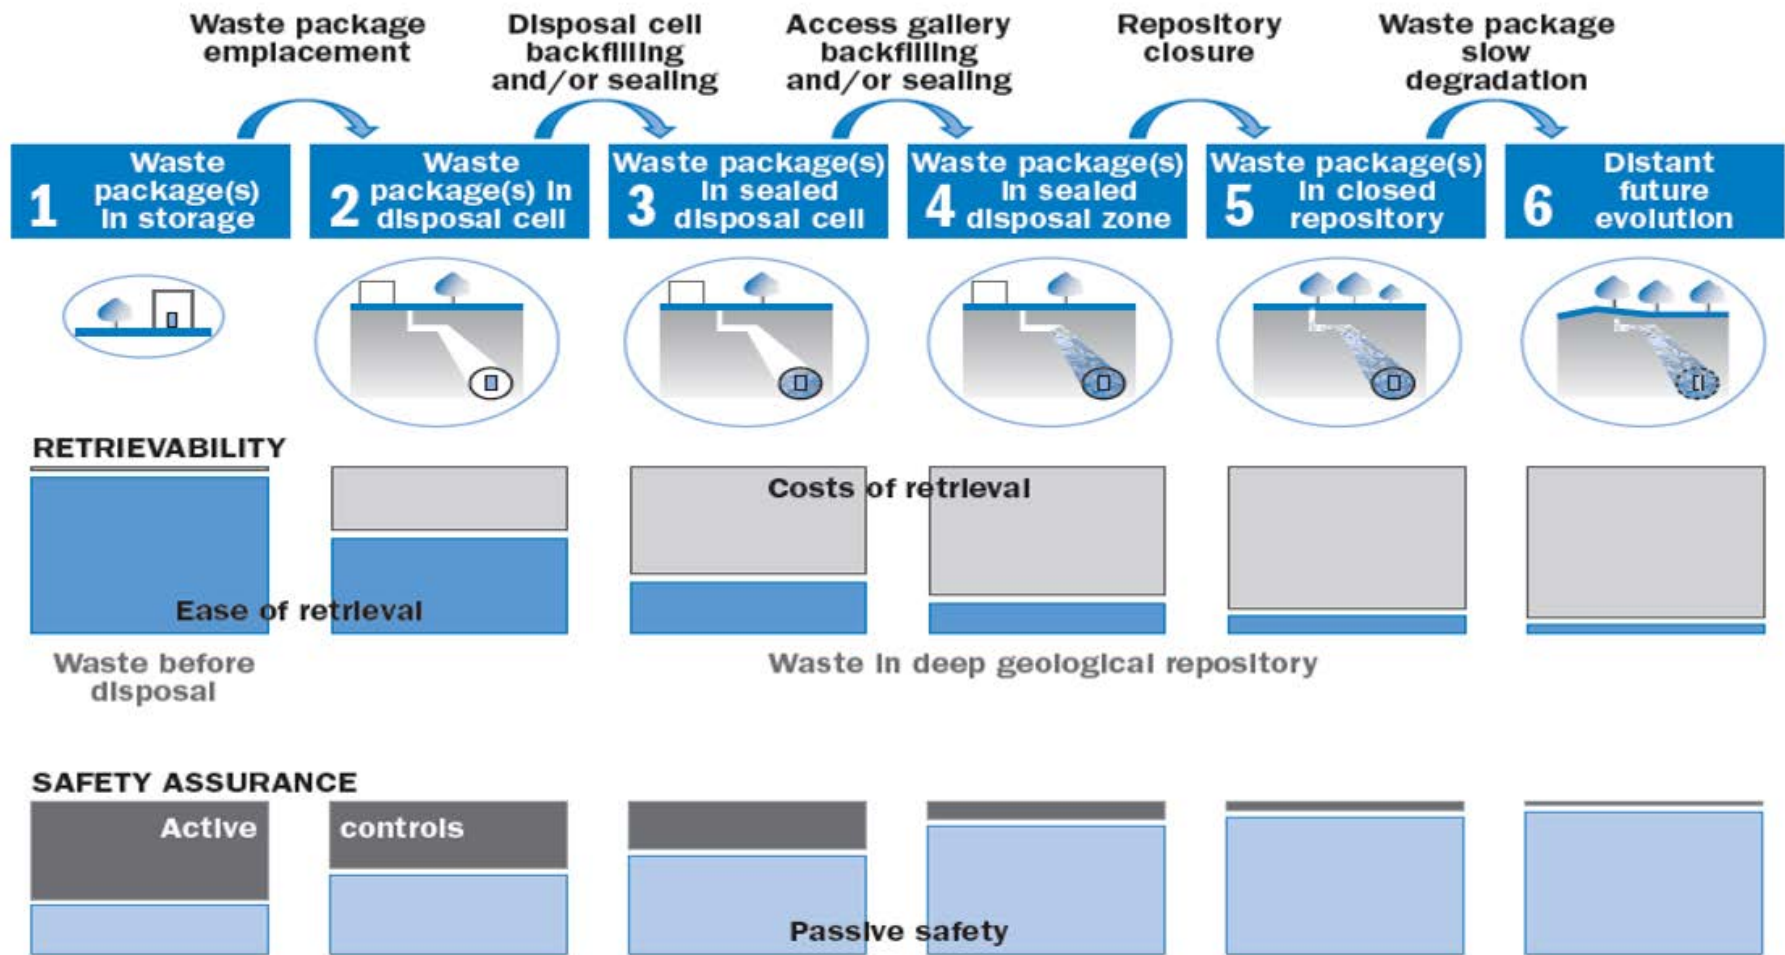 Waste package
emplacement
Disposal cell
backfilling
and/or sealing
Access gallery
backfilling
and/or sealing
Repository
closure
Waste package
slow
degradation
1
Waste
package(s)
in storage
2
Waste
package(s) in
disposal cell
3
Waste package(s)
in sealed
disposal cell
4
Waste package(s)
in sealed
disposal zone
5
Waste package(s)
in closed
repository
6
Distant
future
evolution
RETRIEVABILITY
Costs of retrieval
Ease of retrieval
Waste before
disposal
Waste in deep geological repository
SAFETY ASSURANCE
Active controls
Passive safety